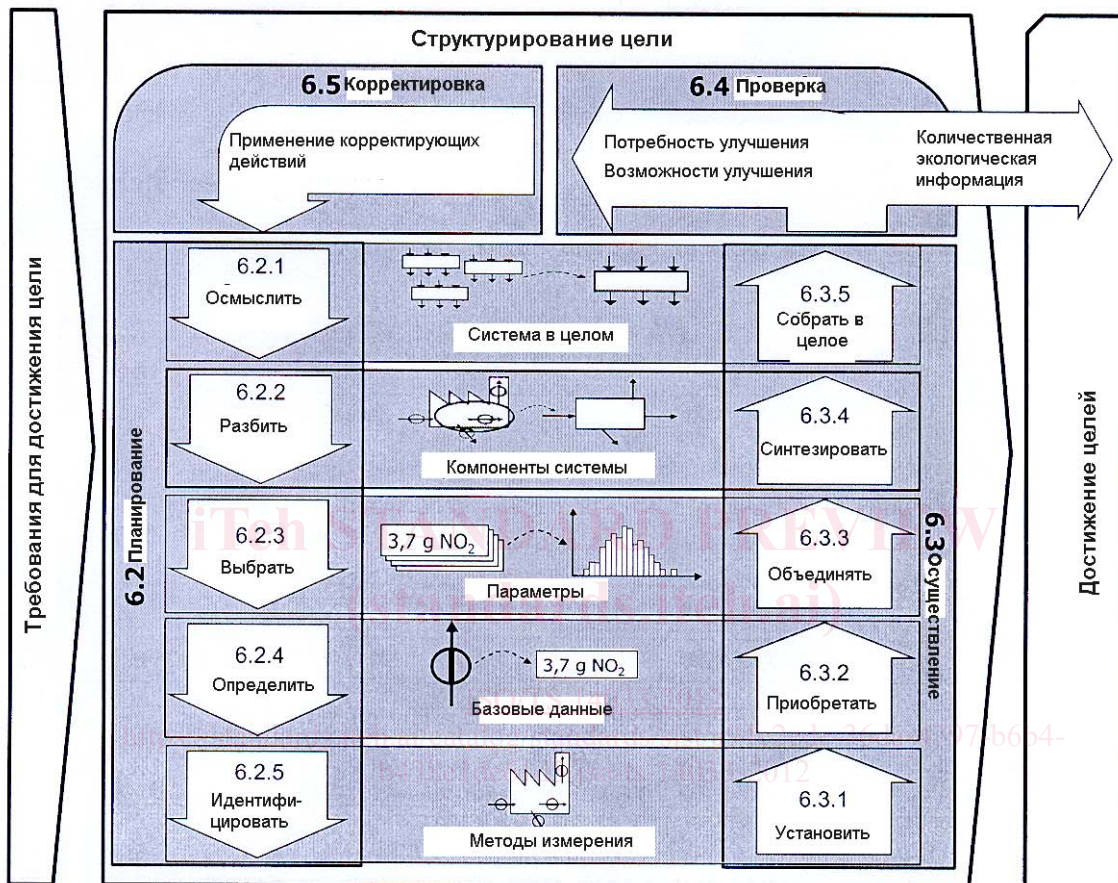 Структурирование цели
6.5 Корректировка
6.4 Проверка
Применение корректирующих
действий
Потребность улучшения
Возможности улучшения
Количественная
экологическая
информация
Требования для достижения цели
Достижение целей
6.2 Планирование
6.3 Осуществление
6.2.1
Осмыслить
Система в целом
6.3.5
Собрать в
целое
6.2.2
Разбить
Компоненты системы
6.3.4
Синтезировать
6.2.3
Выбрать
3,7 g NO₂
Параметры
6.3.3
Объединять
6.2.4
Определить
3,7 g NO₂
Базовые данные
6.3.2
Приобретать
6.2.5
Идентифи-
цировать
Методы измерения
6.3.1
Установить
iTeh STANDARD PREVIEW
(standards.iteh.ai)